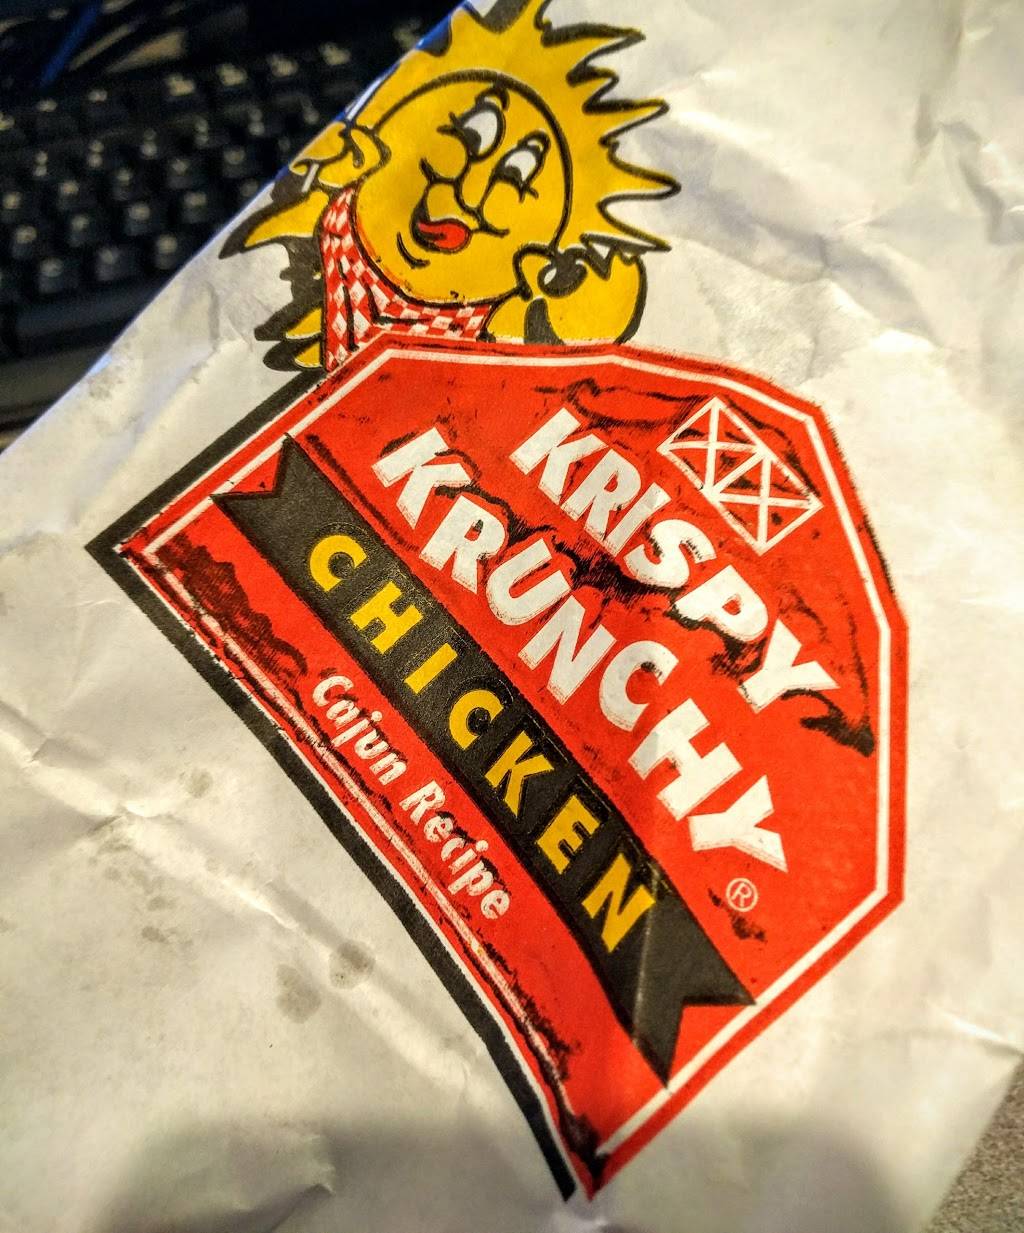 KRISPY
KRUNCHY®
CHICKEN
Cajun Recipe